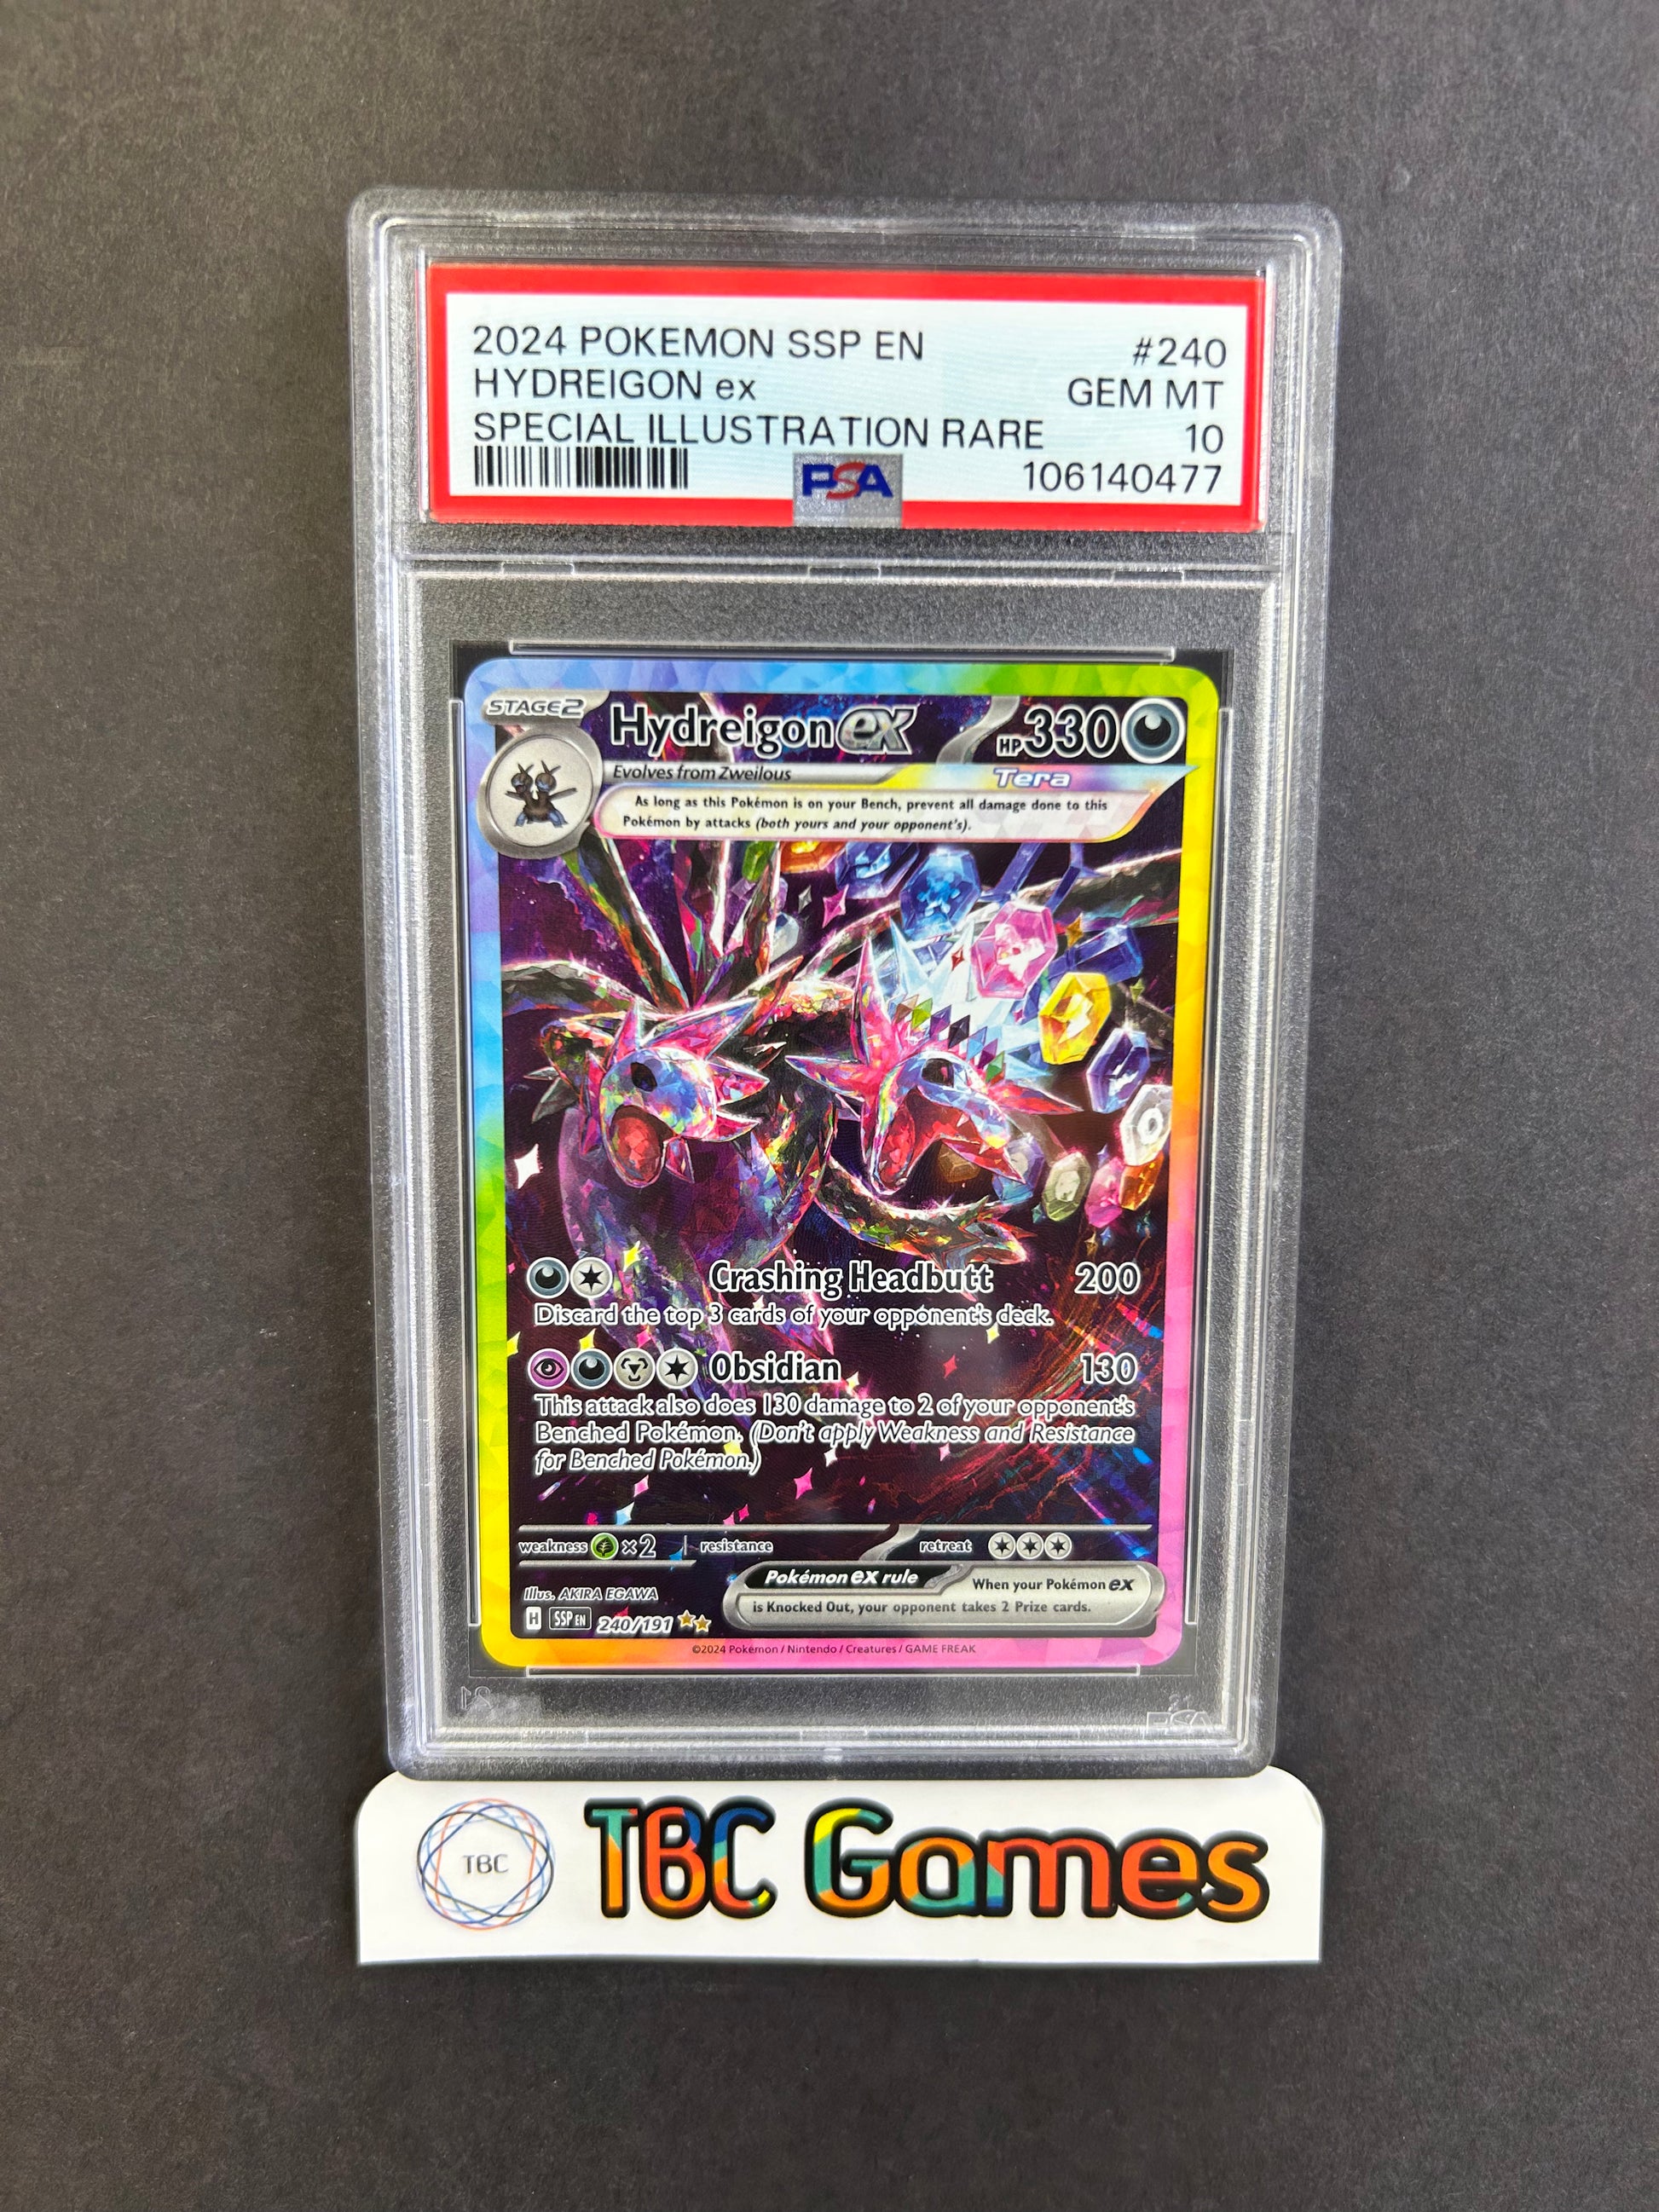 2024 POKEMON SSP EN #240
HYDREIGON ex GEM MT
SPECIAL ILLUSTRATION RARE 10
PSA 106140477
STAGE2 Hydreigon ex HP330
Evolves from Zweilous Tera
As long as this Pokémon is on your Bench, prevent all damage done to this
Pokémon by attacks (both yours and your opponent's).
Crashing Headbutt 200
Discard the top 3 cards of your opponent's deck.
Obsidian 130
This attack also does 130 damage to 2 of your opponent's
Benched Pokémon. (Don't apply Weakness and Resistance
for Benched Pokémon.)
weakness ×2 resistance retreat
Pokémon ex rule When your Pokémon ex
is Knocked Out, your opponent takes 2 Prize cards.
Illus. AKIRA EGAWA
H SSP EN 240/191
©2024 Pokémon / Nintendo / Creatures / GAME FREAK
21
PSA
TBC TBC Games